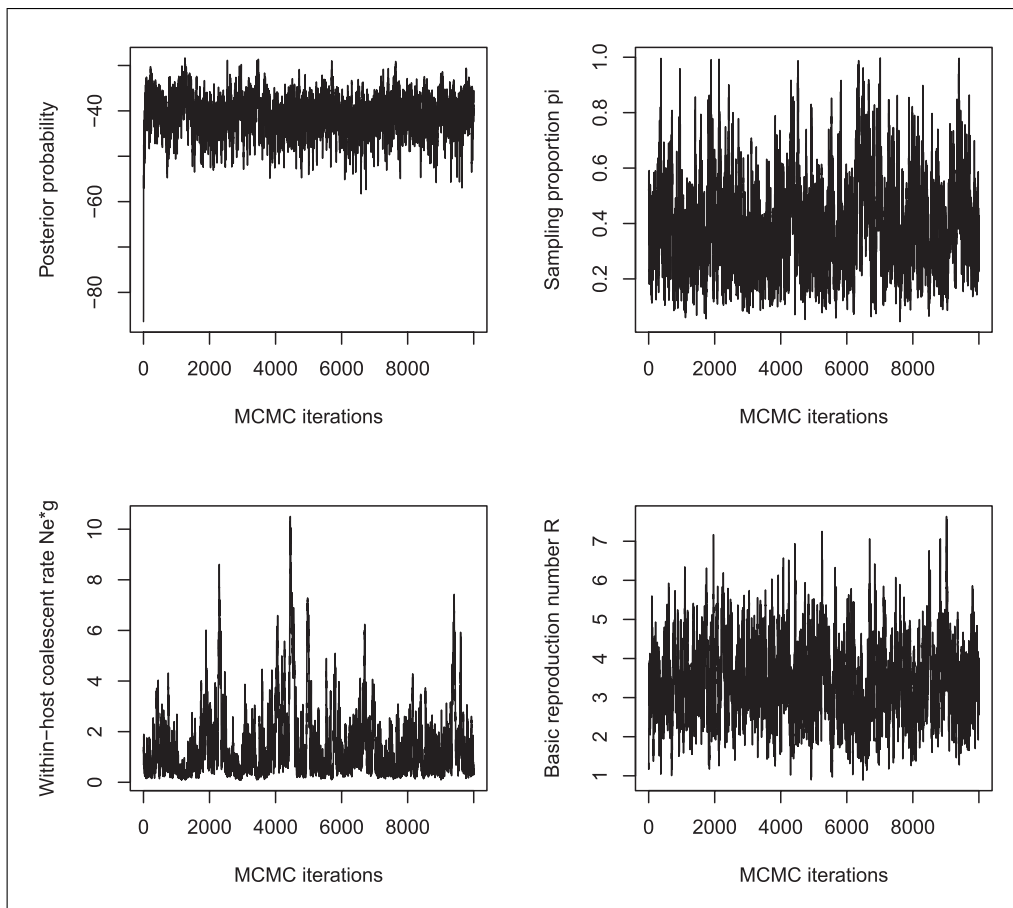 Posterior probability
−40
−60
−80
0 2000 4000 6000 8000
MCMC iterations
Sampling proportion pi
1.0
0.8
0.6
0.4
0.2
0 2000 4000 6000 8000
MCMC iterations
Within−host coalescent rate Ne*g
10
8
6
4
2
0
0 2000 4000 6000 8000
MCMC iterations
Basic reproduction number R
7
6
5
4
3
2
1
0 2000 4000 6000 8000
MCMC iterations